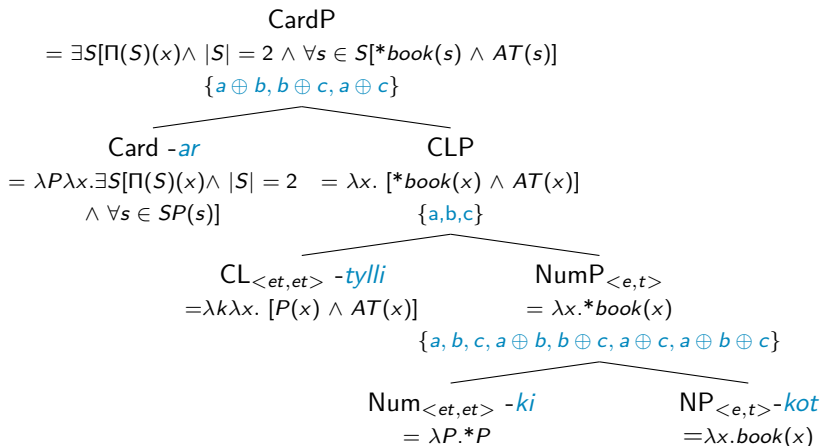 CardP
= ∃S[Π(S)(x)∧ |S| = 2 ∧ ∀s ∈ S[*book(s) ∧ AT(s)]
{a ⊕ b, b ⊕ c, a ⊕ c}
Card -ar CLP
= λPλx.∃S[Π(S)(x)∧ |S| = 2 = λx. [*book(x) ∧ AT(x)]
∧ ∀s ∈ SP(s)] {a,b,c}
CL<et,et> -tylli NumP<e,t>
=λkλx. [P(x) ∧ AT(x)] = λx.*book(x)
{a, b, c, a ⊕ b, b ⊕ c, a ⊕ c, a ⊕ b ⊕ c}
Num<et,et> -ki NP<e,t>-kot
= λP.*P =λx.book(x)